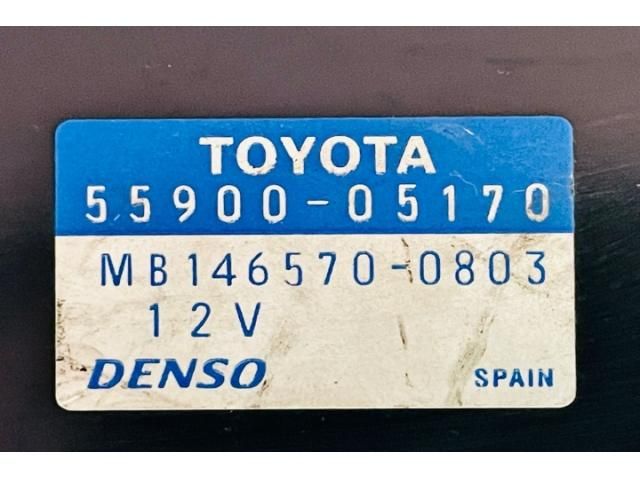 TOYOTA
55900-05170
MB146570-0803
12V
DENSO
SPAIN